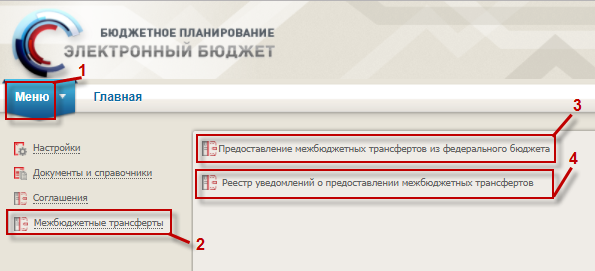 БЮДЖЕТНОЕ ПЛАНИРОВАНИЕ
ЭЛЕКТРОННЫЙ БЮДЖЕТ
1
Меню
Главная
3
Настройки
Предоставление межбюджетных трансфертов из федерального бюджета
4
Документы и справочники
Реестр уведомлений о предоставлении межбюджетных трансфертов
Соглашения
Межбюджетные трансферты
2